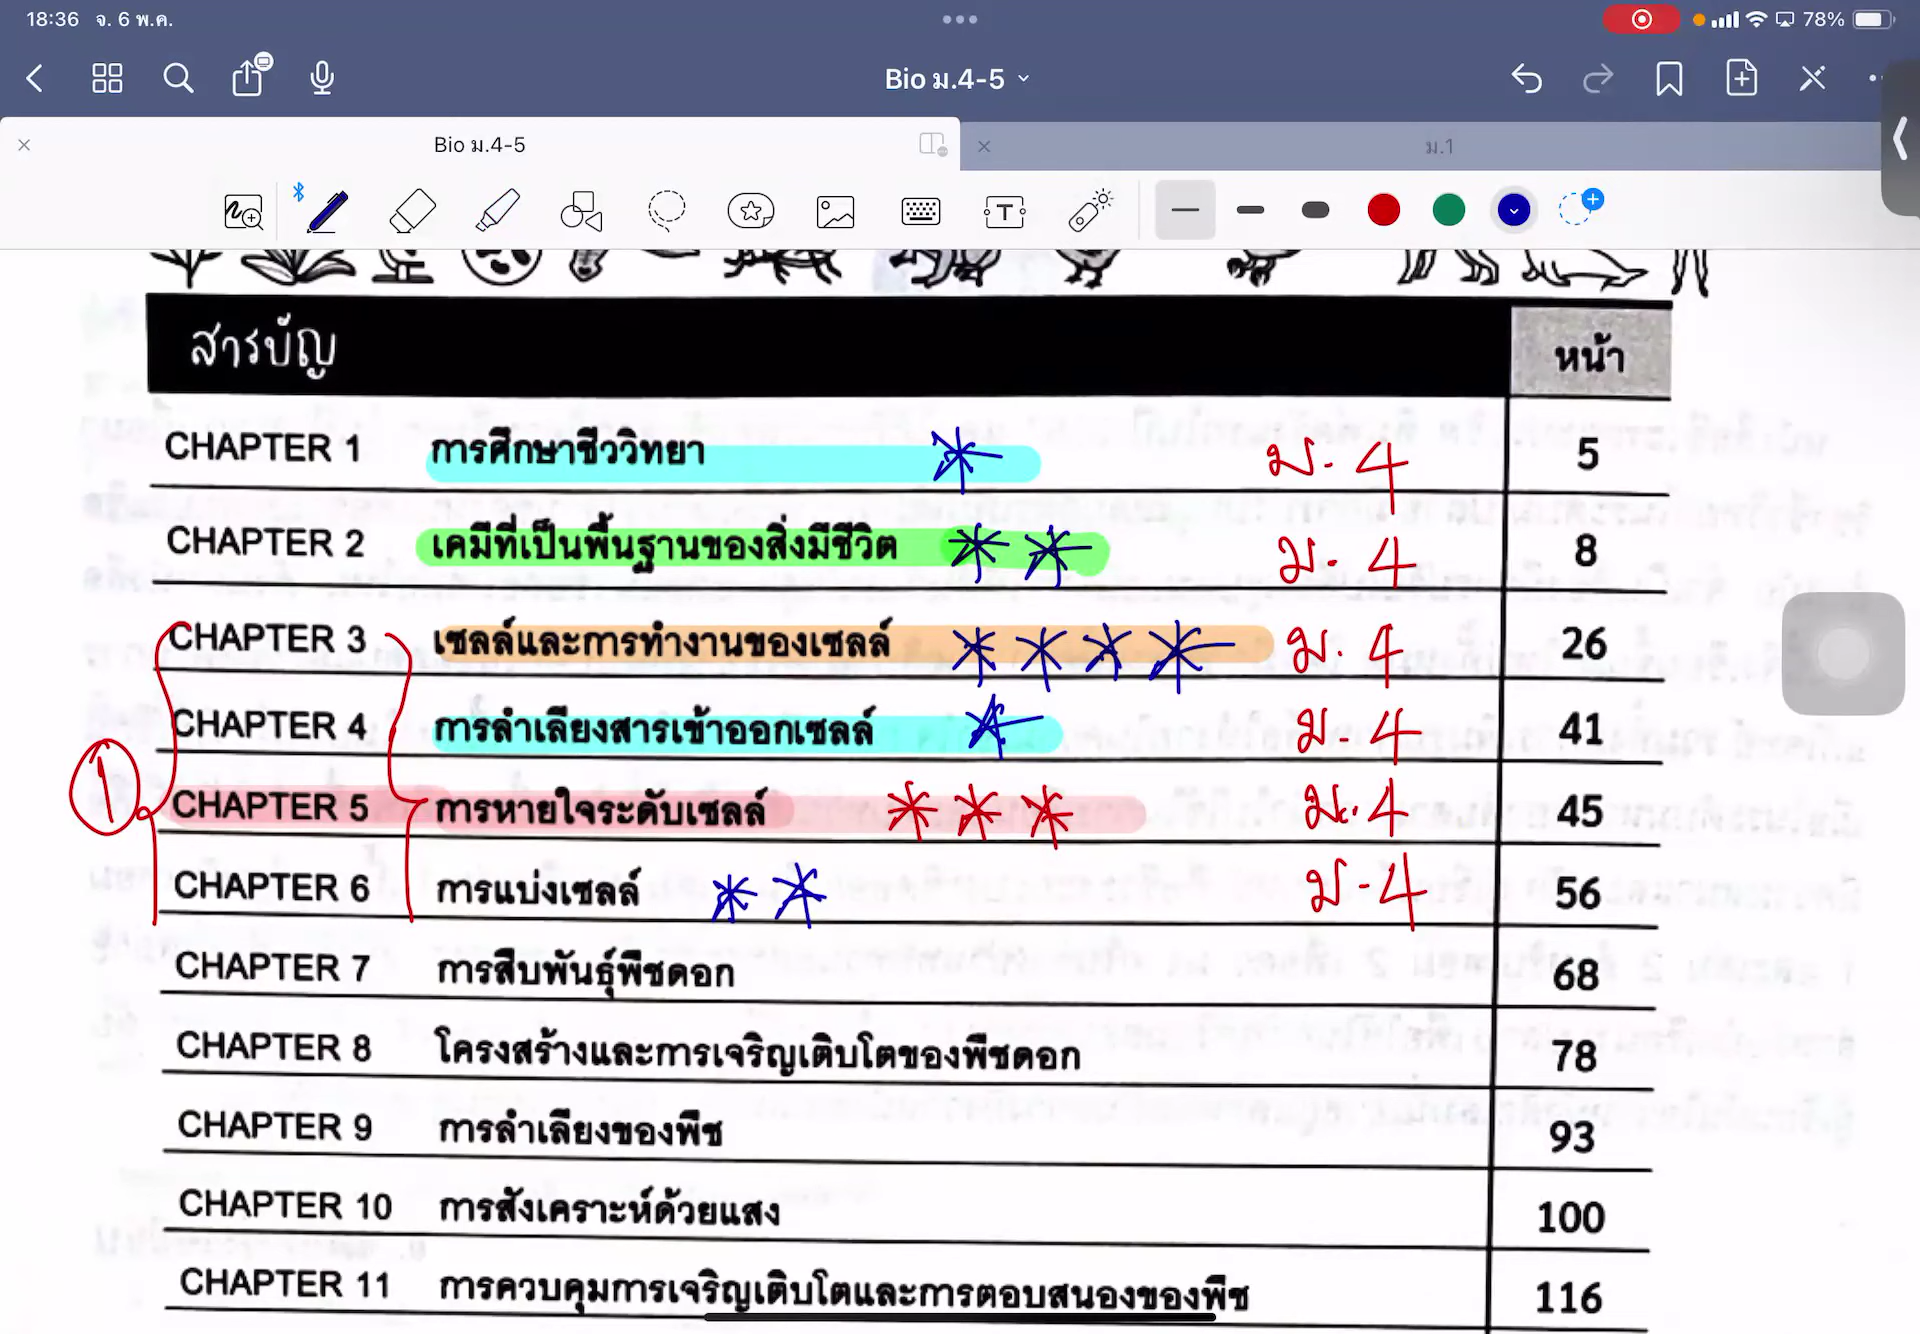 18:36 จ. 6 พ.ค. 78%
Bio ม.4-5
Bio ม.4-5 ม.1
สารบัญ หน้า
CHAPTER 1 การศึกษาชีววิทยา ม.4 5
CHAPTER 2 เคมีที่เป็นพื้นฐานของสิ่งมีชีวิต ม.4 8
CHAPTER 3 เซลล์และการทำงานของเซลล์ ม.4 26
CHAPTER 4 การลำเลียงสารเข้าออกเซลล์ ม.4 41
1 CHAPTER 5 การหายใจระดับเซลล์ ม.4 45
CHAPTER 6 การแบ่งเซลล์ ม.4 56
CHAPTER 7 การสืบพันธุ์พืชดอก 68
CHAPTER 8 โครงสร้างและการเจริญเติบโตของพืชดอก 78
CHAPTER 9 การลำเลียงของพืช 93
CHAPTER 10 การสังเคราะห์ด้วยแสง 100
CHAPTER 11 การควบคุมการเจริญเติบโตและการตอบสนองของพืช 116